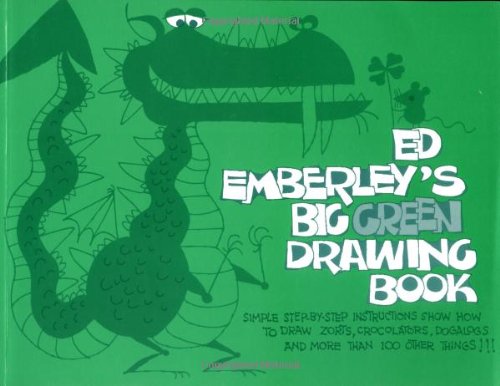 ED
EMBERLEY'S
BIG GREEN
DRAWING
BOOK
SIMPLE STEP-BY-STEP INSTRUCTIONS SHOW HOW
TO DRAW ZORTS, CROCOLATORS, DOGALOGS
AND MORE THAN 100 OTHER THINGS!!!